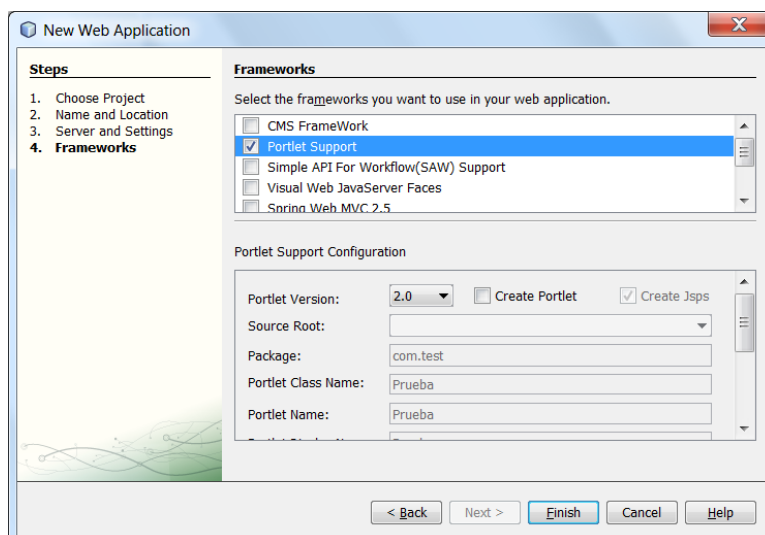 New Web Application
Steps
1. Choose Project
2. Name and Location
3. Server and Settings
4. Frameworks
Frameworks
Select the frameworks you want to use in your web application.
CMS FrameWork
Portlet Support
Simple API For Workflow(SAW) Support
Visual Web JavaServer Faces
Spring Web MVC 2.5
Portlet Support Configuration
Portlet Version: 2.0 Create Portlet Create Jsps
Source Root:
Package: com.test
Portlet Class Name: Prueba
Portlet Name: Prueba
< Back Next > Finish Cancel Help